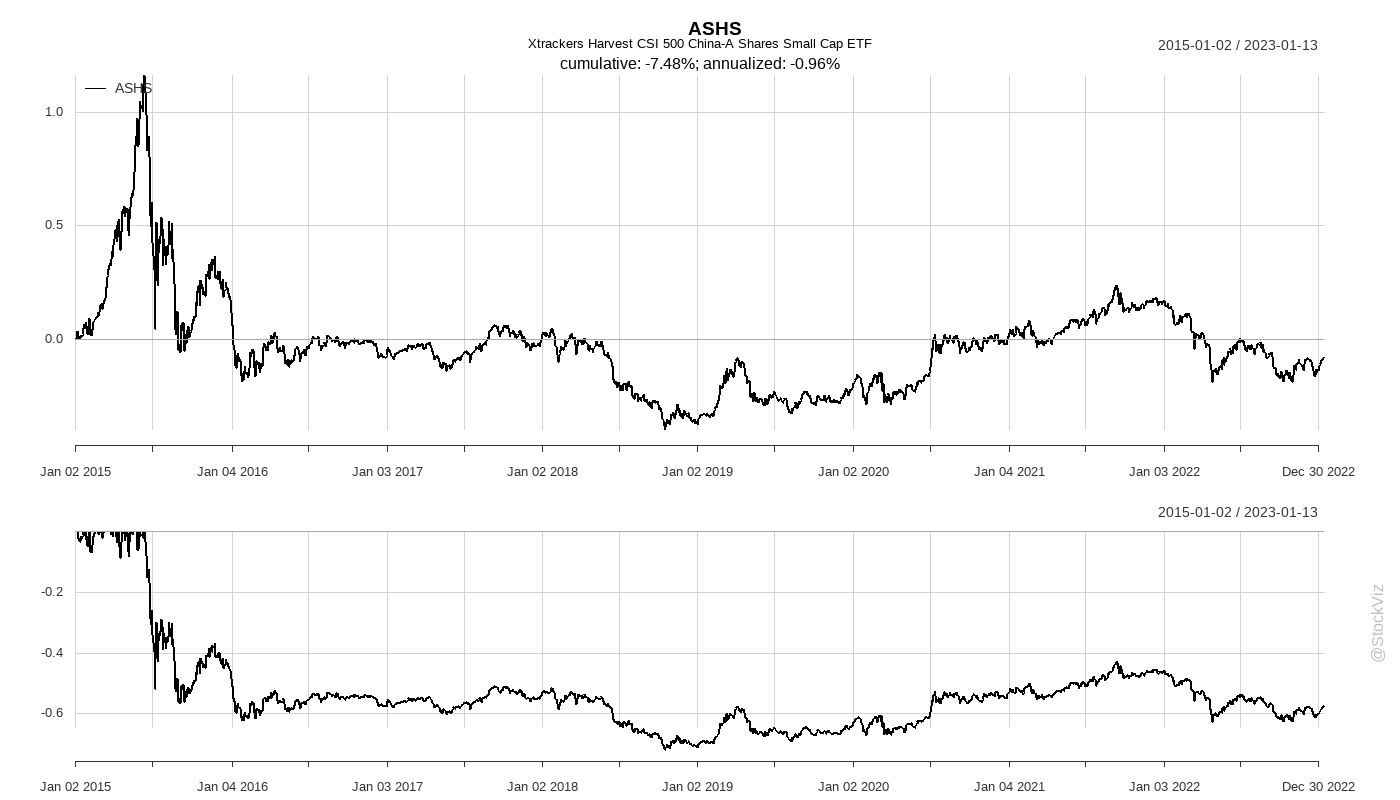 ASHS
Xtrackers Harvest CSI 500 China-A Shares Small Cap ETF
2015-01-02 / 2023-01-13
cumulative: -7.48%; annualized: -0.96%
ASHS
1.0
0.5
0.0
Jan 02 2015 Jan 04 2016 Jan 03 2017 Jan 02 2018 Jan 02 2019 Jan 02 2020 Jan 04 2021 Jan 03 2022 Dec 30 2022
2015-01-02 / 2023-01-13
-0.2
-0.4
-0.6
Jan 02 2015 Jan 04 2016 Jan 03 2017 Jan 02 2018 Jan 02 2019 Jan 02 2020 Jan 04 2021 Jan 03 2022 Dec 30 2022
@StockViz